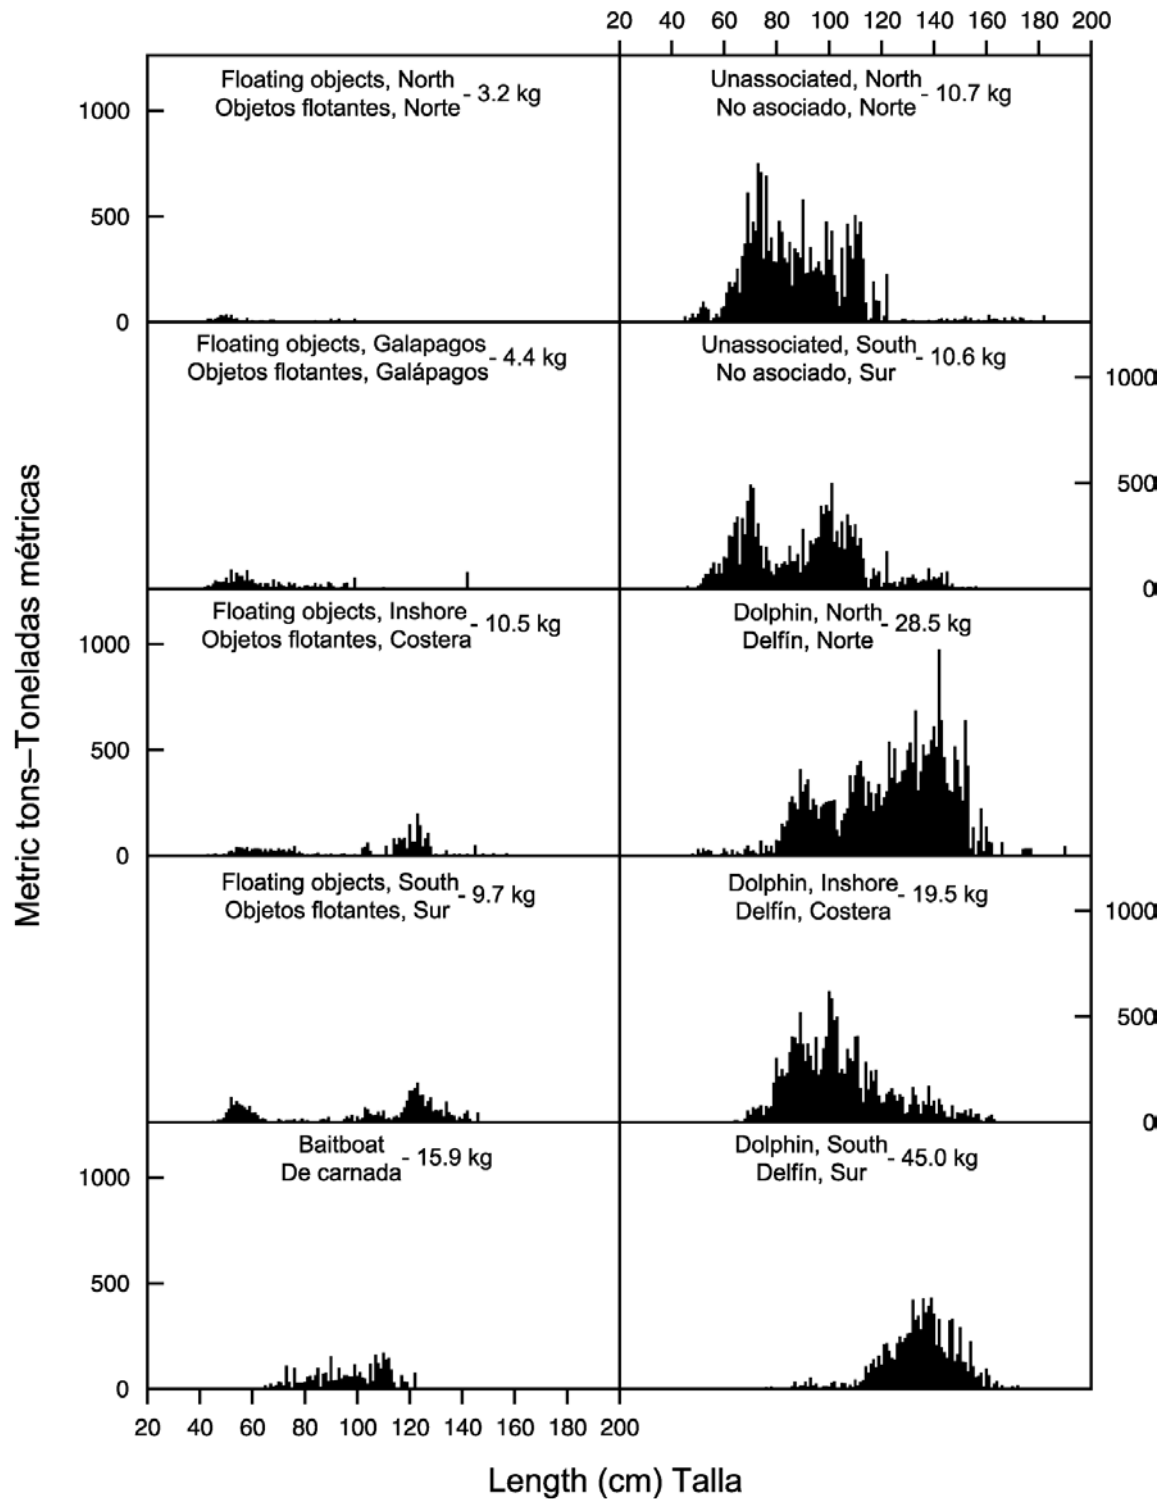 20 40 60 80 100 120 140 160 180 200
Floating objects, North
Objetos flotantes, Norte
- 3.2 kg
Unassociated, North
No asociado, Norte
- 10.7 kg
1000
500
0
Floating objects, Galapagos
Objetos flotantes, Galápagos
- 4.4 kg
Unassociated, South
No asociado, Sur
- 10.6 kg
1000
500
0
Floating objects, Inshore
Objetos flotantes, Costera
- 10.5 kg
Dolphin, North
Delfín, Norte
- 28.5 kg
1000
500
0
Floating objects, South
Objetos flotantes, Sur
- 9.7 kg
Dolphin, Inshore
Delfín, Costera
- 19.5 kg
1000
500
0
Baitboat
De carnada
- 15.9 kg
Dolphin, South
Delfín, Sur
- 45.0 kg
1000
500
0
20 40 60 80 100 120 140 160 180 200
Metric tons–Toneladas métricas
Length (cm) Talla